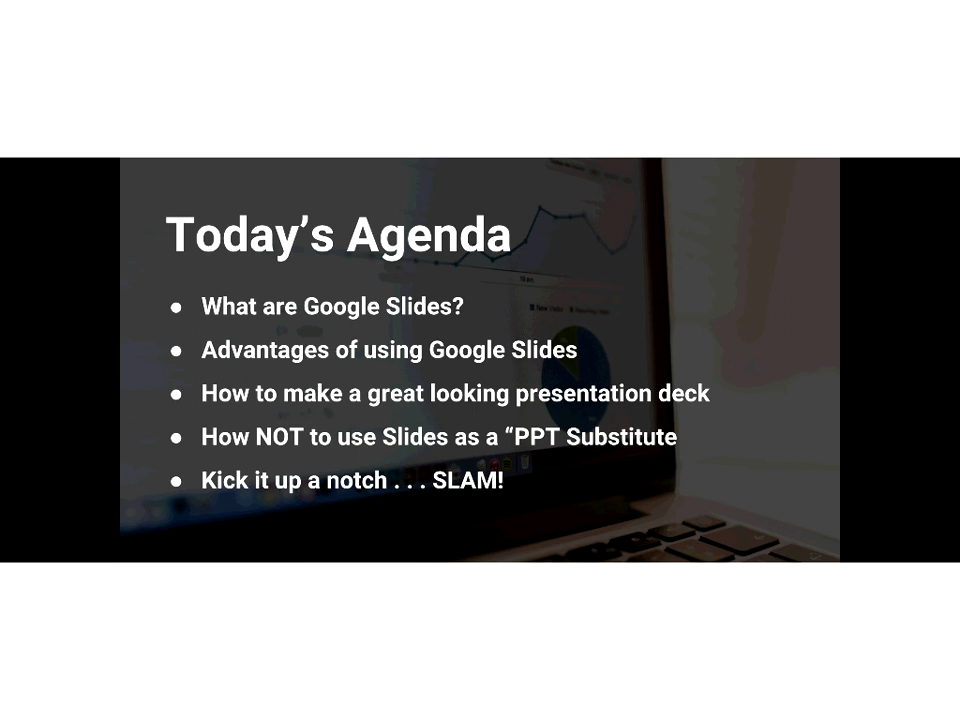 Today’s Agenda
● What are Google Slides?
● Advantages of using Google Slides
● How to make a great looking presentation deck
● How NOT to use Slides as a “PPT Substitute
● Kick it up a notch . . . SLAM!